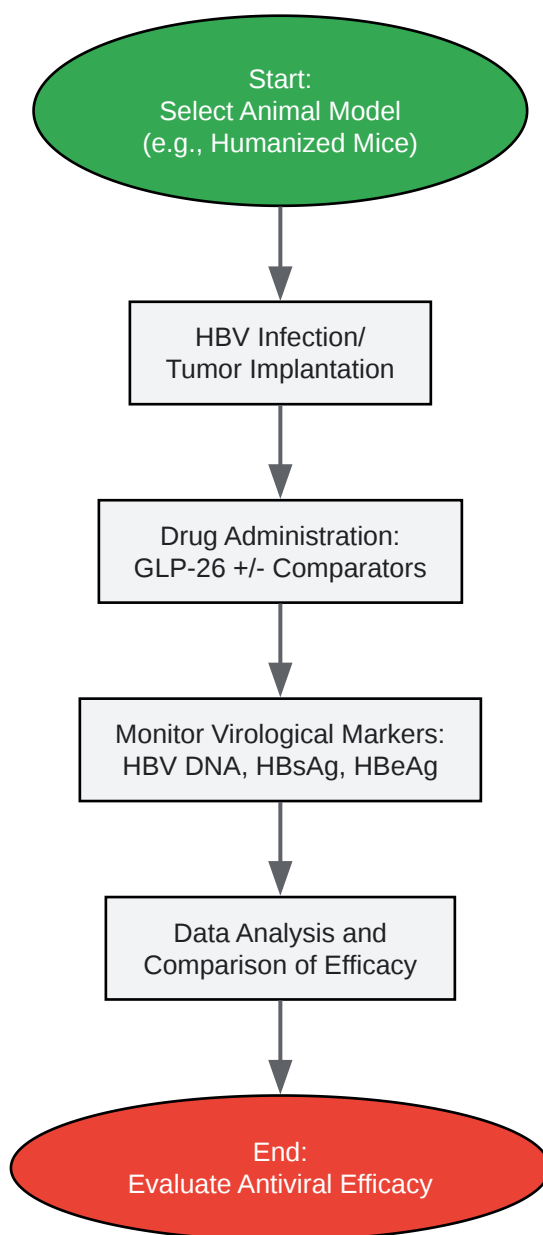 Start:
Select Animal Model
(e.g., Humanized Mice)
HBV Infection/
Tumor Implantation
Drug Administration:
GLP-26 +/- Comparators
Monitor Virological Markers:
HBV DNA, HBsAg, HBeAg
Data Analysis and
Comparison of Efficacy
End:
Evaluate Antiviral Efficacy